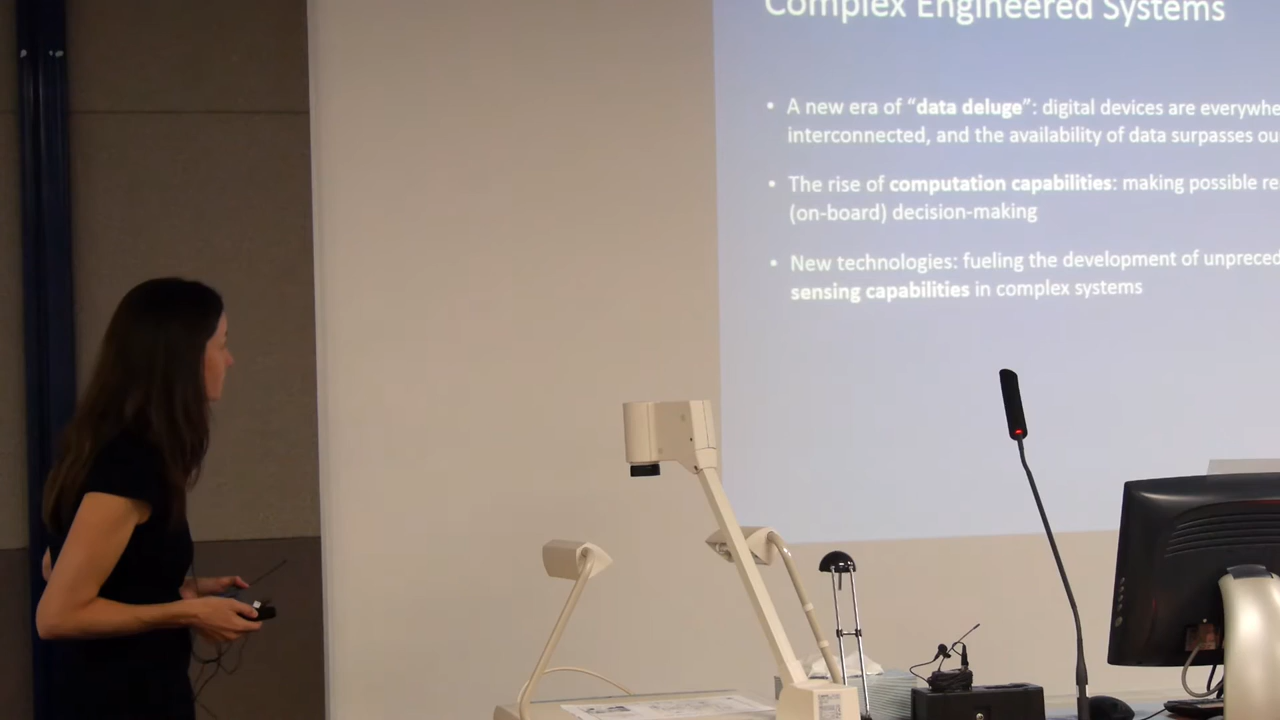 Complex Engineered Systems
• A new era of “data deluge”: digital devices are everywhe
interconnected, and the availability of data surpasses ou
• The rise of computation capabilities: making possible re
(on-board) decision-making
• New technologies: fueling the development of unpreced
sensing capabilities in complex systems